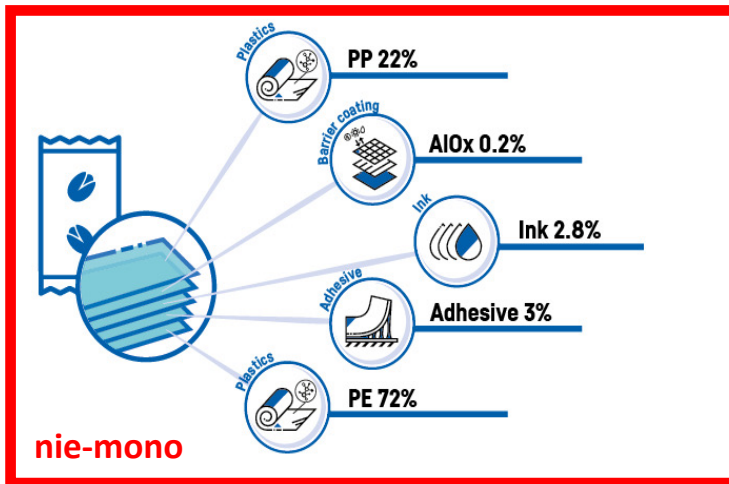 Plastics
PP 22%
Barrier coating
AlOx 0.2%
Ink
Ink 2.8%
Adhesive
Adhesive 3%
Plastics
PE 72%
nie-mono